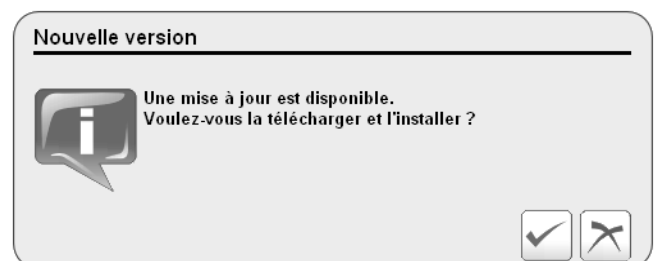 Nouvelle version
Une mise à jour est disponible.
Voulez-vous la télécharger et l'installer ?